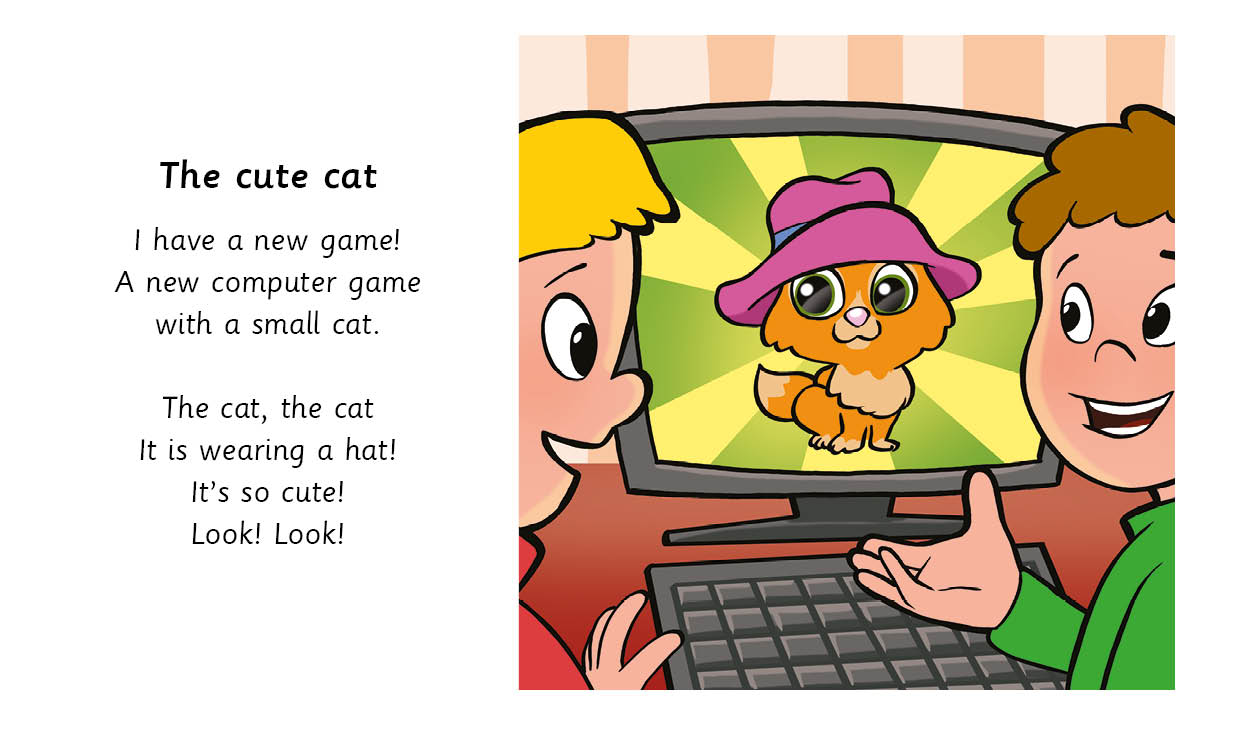 The cute cat
I have a new game!
A new computer game
with a small cat.
The cat, the cat
It is wearing a hat!
It’s so cute!
Look! Look!